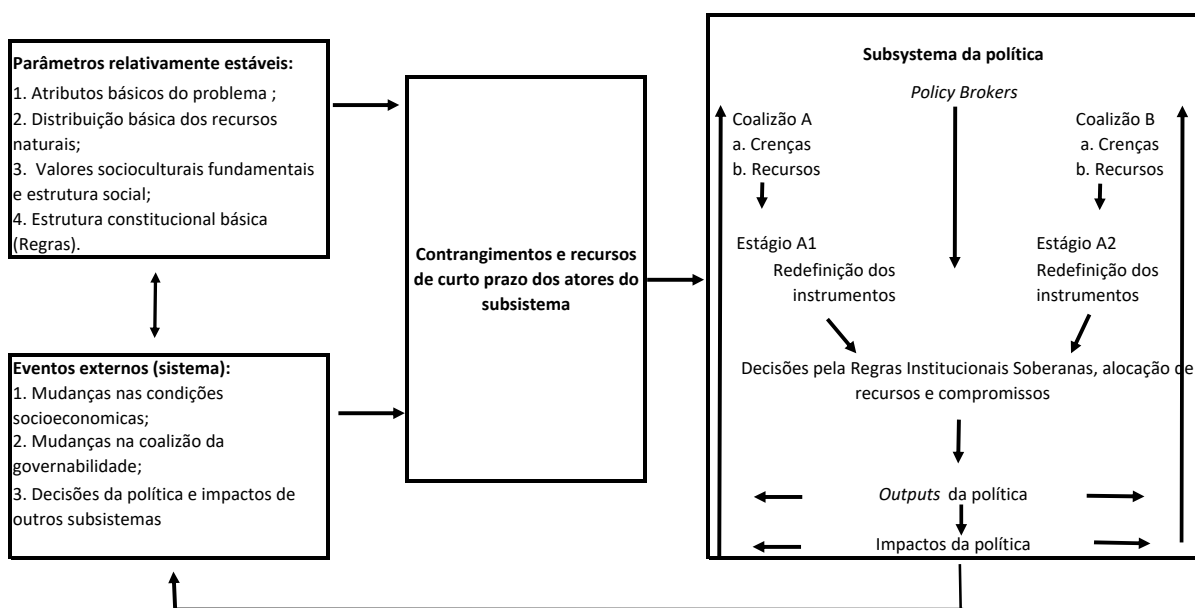 Parâmetros relativamente estáveis:
1. Atributos básicos do problema ;
2. Distribuição básica dos recursos
naturais;
3. Valores socioculturais fundamentais
e estrutura social;
4. Estrutura constitucional básica
(Regras).
Eventos externos (sistema):
1. Mudanças nas condições
socioeconomicas;
2. Mudanças na coalizão da
governabilidade;
3. Decisões da política e impactos de
outros subsistemas
Contrangimentos e recursos
de curto prazo dos atores do
subsistema
Subsystema da política
Policy Brokers
Coalizão A
a. Crenças
b. Recursos
Coalizão B
a. Crenças
b. Recursos
Estágio A1
Redefinição dos
instrumentos
Estágio A2
Redefinição dos
instrumentos
Decisões pela Regras Institucionais Soberanas, alocação de
recursos e compromissos
Outputs da política
Impactos da política